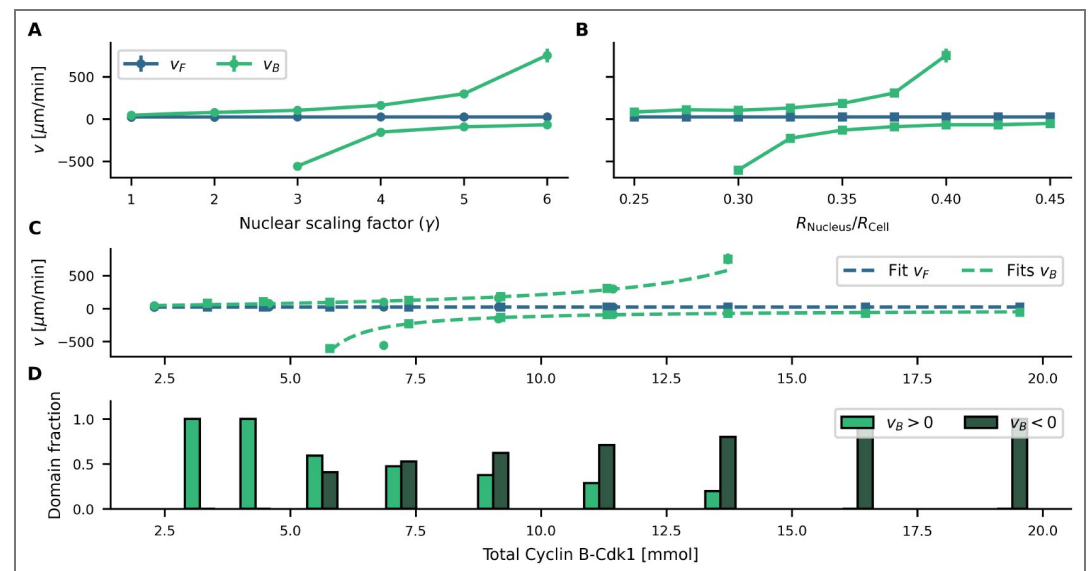 A
B
v_F
v_B
v [μm/min]
500
0
−500
1 2 3 4 5 6
Nuclear scaling factor (γ)
0.25 0.30 0.35 0.40 0.45
R_Nucleus/R_Cell
C
Fit v_F
Fits v_B
v [μm/min]
500
0
−500
2.5 5.0 7.5 10.0 12.5 15.0 17.5 20.0
D
v_B > 0
v_B < 0
Domain fraction
1.0
0.5
0.0
2.5 5.0 7.5 10.0 12.5 15.0 17.5 20.0
Total Cyclin B-Cdk1 [mmol]